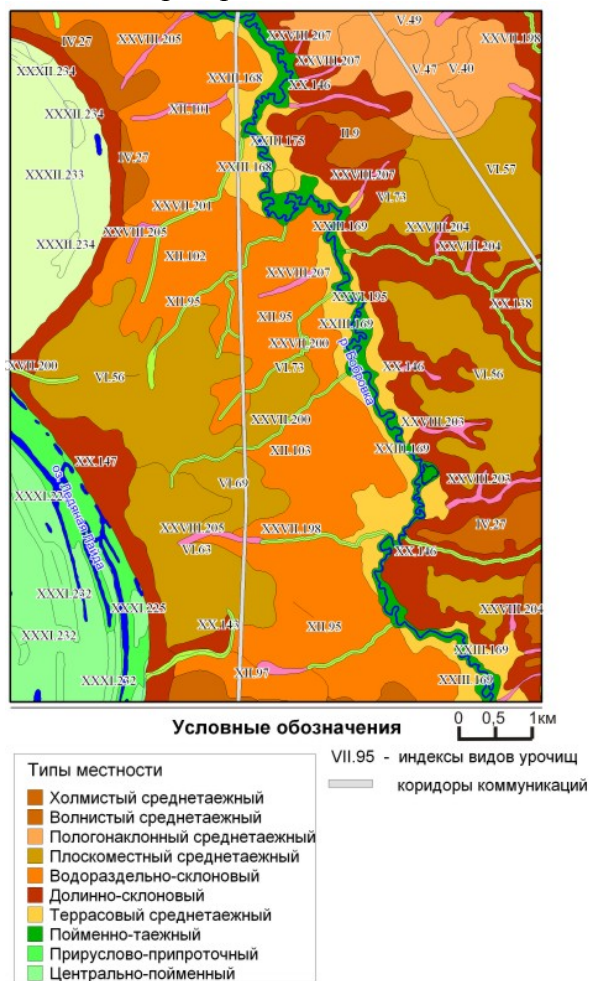 IV.27
XXVIII.205
XXVIII.207
V.49
XXVII.198
XXXII.234
XXIII.168
XXVIII.207
V.47
V.40
XX.146
XII.101
XXXII.234
XXIII.175
II.9
IV.27
XXIII.168
VI.57
XXXII.233
XXVIII.207
VI.73
XXVII.201
XXVIII.205
XXIII.169
XXVIII.204
XXXII.234
XXVIII.204
XII.102
XXVIII.207
XII.95
XXVI.195
XX.138
XII.95
XXIII.169
XXVII.200
р. Бобровка
XXVII.200
VI.73
XX.146
VI.56
VI.56
XXVII.200
XXVIII.203
XII.103
XXIII.169
XX.147
оз. Ледяная Лайда
VI.69
XXVIII.203
XXVIII.205
XXVII.198
IV.27
VI.63
XX.146
XXXI.232
XXXI.225
XXVIII.204
XX.143
XII.95
XXXI.232
XXIII.169
XII.97
XXXI.232
XXIII.169
Условные обозначения
0 0,5 1км
VII.95 - индексы видов урочищ
коридоры коммуникаций
Типы местности
Холмистый среднетаежный
Волнистый среднетаежный
Пологонаклонный среднетаежный
Плоскоместный среднетаежный
Водораздельно-склоновый
Долинно-склоновый
Террасовый среднетаежный
Пойменно-таежный
Прируслово-припроточный
Центрально-пойменный